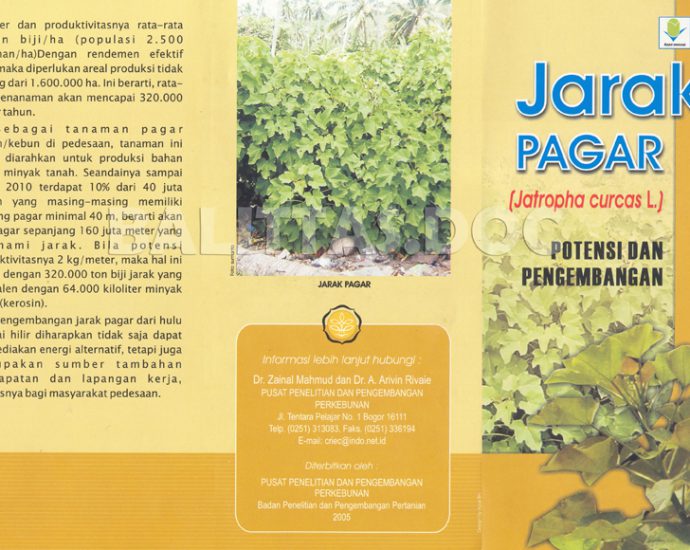 er dan produktivitasnya rata-rata
n biji/ha (populasi 2.500
nan/ha)Dengan rendemen efektif
maka diperlukan areal produksi tidak
g dari 1.600.000 ha. Ini berarti, rata-
enanaman akan mencapai 320.000
r tahun.
ebagai tanaman pagar
n/kebun di pedesaan, tanaman ini
diarahkan untuk produksi bahan
minyak tanah. Seandainya sampai
2010 terdapat 10% dari 40 juta
n yang masing-masing memiliki
ng pagar minimal 40 m, berarti akan
agar sepanjang 160 juta meter yang
nami jarak. Bila potensi
ktivitasnya 2 kg/meter, maka hal ini
dengan 320.000 ton biji jarak yang
alen dengan 64.000 kiloliter minyak
(kerosin).
engembangan jarak pagar dari hulu
ai hilir diharapkan tidak saja dapat
ediakan energi alternatif, tetapi juga
upakan sumber tambahan
apatan dan lapangan kerja,
snya bagi masyarakat pedesaan.
JARAK PAGAR
Informasi lebih lanjut hubungi :
Dr. Zainal Mahmud dan Dr. A. Arivin Rivaie
PUSAT PENELITIAN DAN PENGEMBANGAN
PERKEBUNAN
Jl. Tentara Pelajar No. 1 Bogor 16111
Telp. (0251) 313083. Faks. (0251) 336194
E-mail: criec@indo.net.id
Diterbitkan oleh :
PUSAT PENELITIAN DAN PENGEMBANGAN
PERKEBUNAN
Badan Penelitian dan Pengembangan Pertanian
2005
Jarak
PAGAR
(Jatropha curcas L.)
POTENSI DAN
PENGEMBANGAN